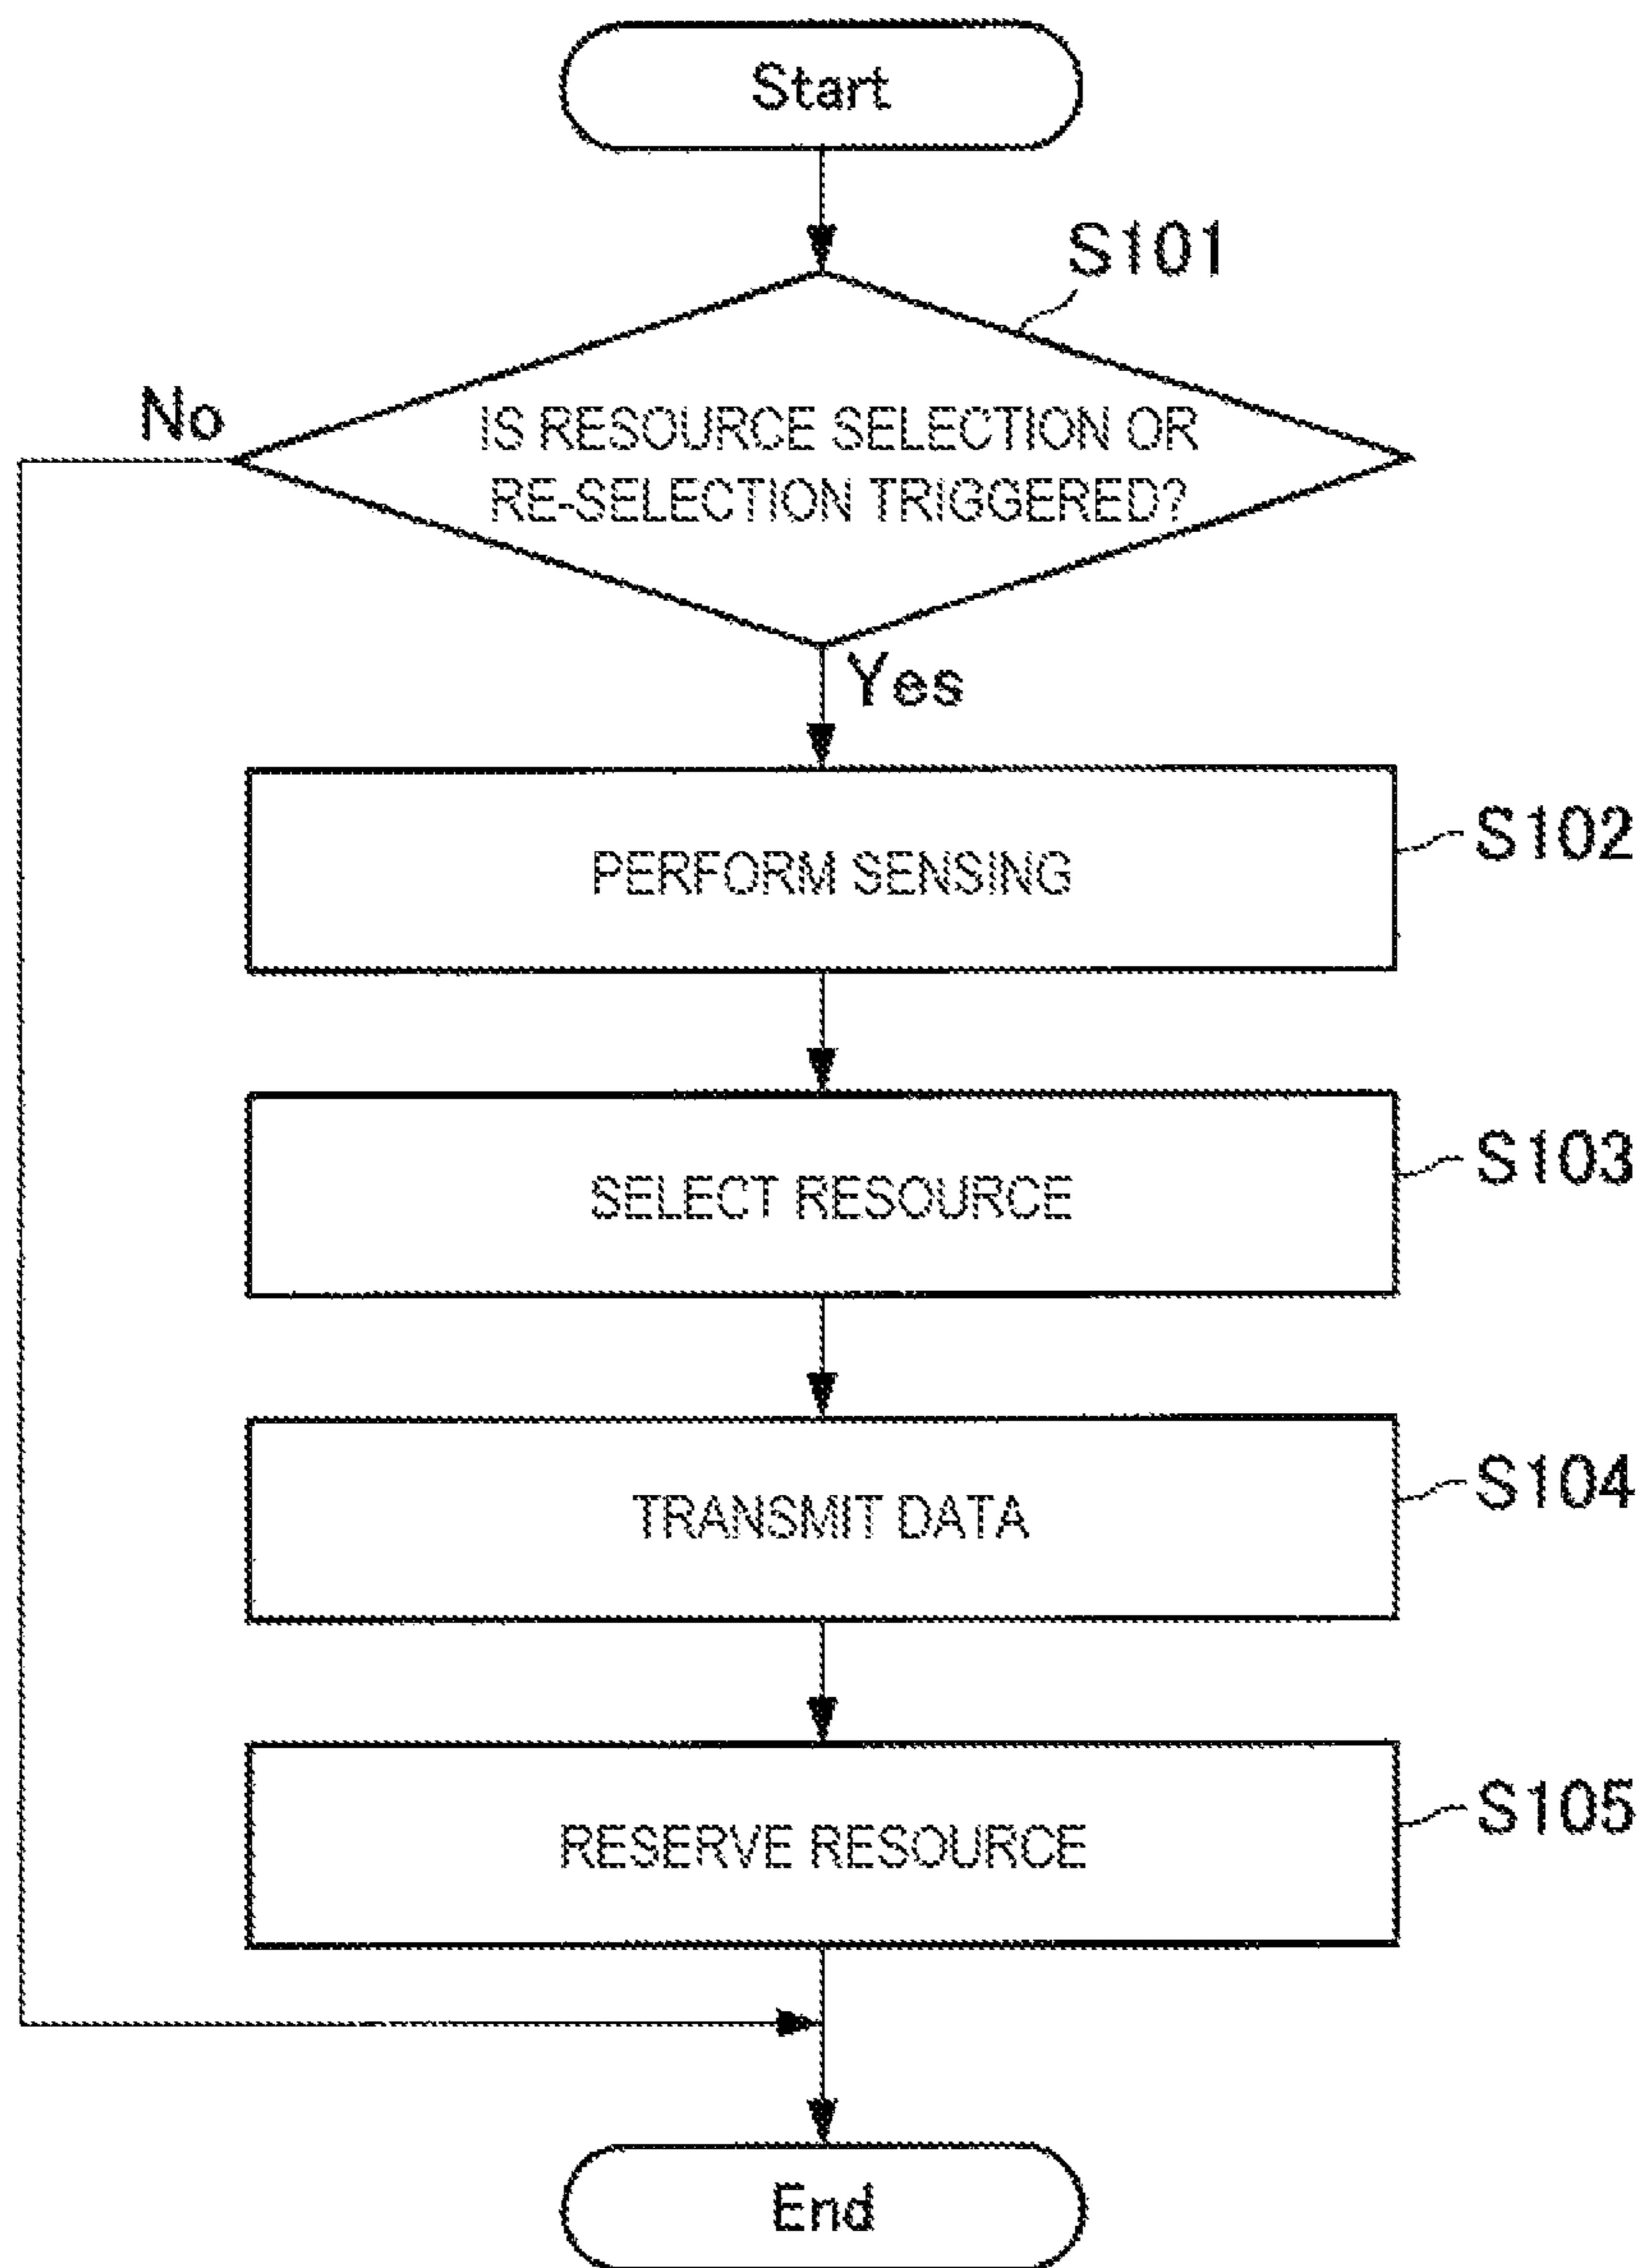 Start
S101
No
IS RESOURCE SELECTION OR
RE-SELECTION TRIGGERED?
Yes
PERFORM SENSING
S102
SELECT RESOURCE
S103
TRANSMIT DATA
S104
RESERVE RESOURCE
S105
End